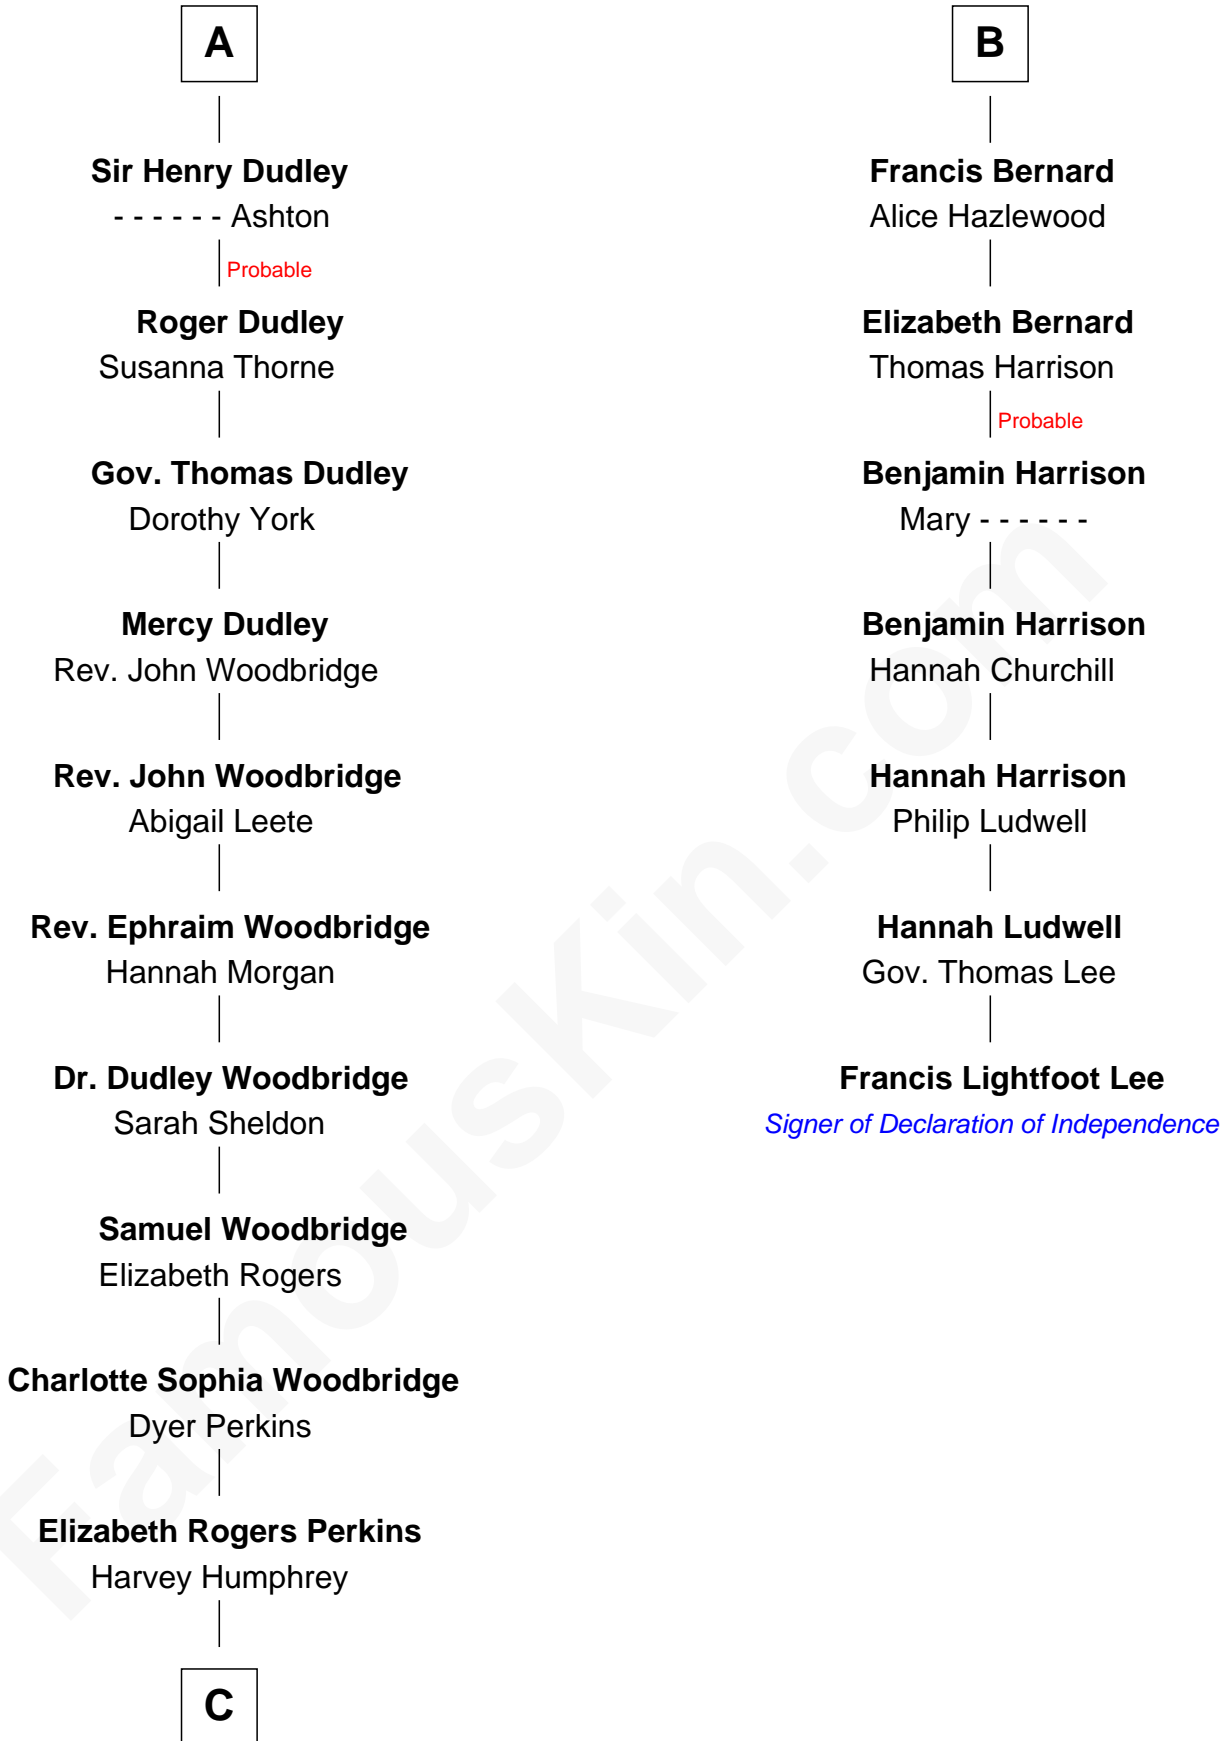 A
Sir Henry Dudley
- - - - - - Ashton
Probable
Roger Dudley
Susanna Thorne
Gov. Thomas Dudley
Dorothy York
Mercy Dudley
Rev. John Woodbridge
Rev. John Woodbridge
Abigail Leete
Rev. Ephraim Woodbridge
Hannah Morgan
Dr. Dudley Woodbridge
Sarah Sheldon
Samuel Woodbridge
Elizabeth Rogers
Charlotte Sophia Woodbridge
Dyer Perkins
Elizabeth Rogers Perkins
Harvey Humphrey
C
B
Francis Bernard
Alice Hazlewood
Elizabeth Bernard
Thomas Harrison
Probable
Benjamin Harrison
Mary - - - - - -
Benjamin Harrison
Hannah Churchill
Hannah Harrison
Philip Ludwell
Hannah Ludwell
Gov. Thomas Lee
Francis Lightfoot Lee
Signer of Declaration of Independence
FamousKin.com